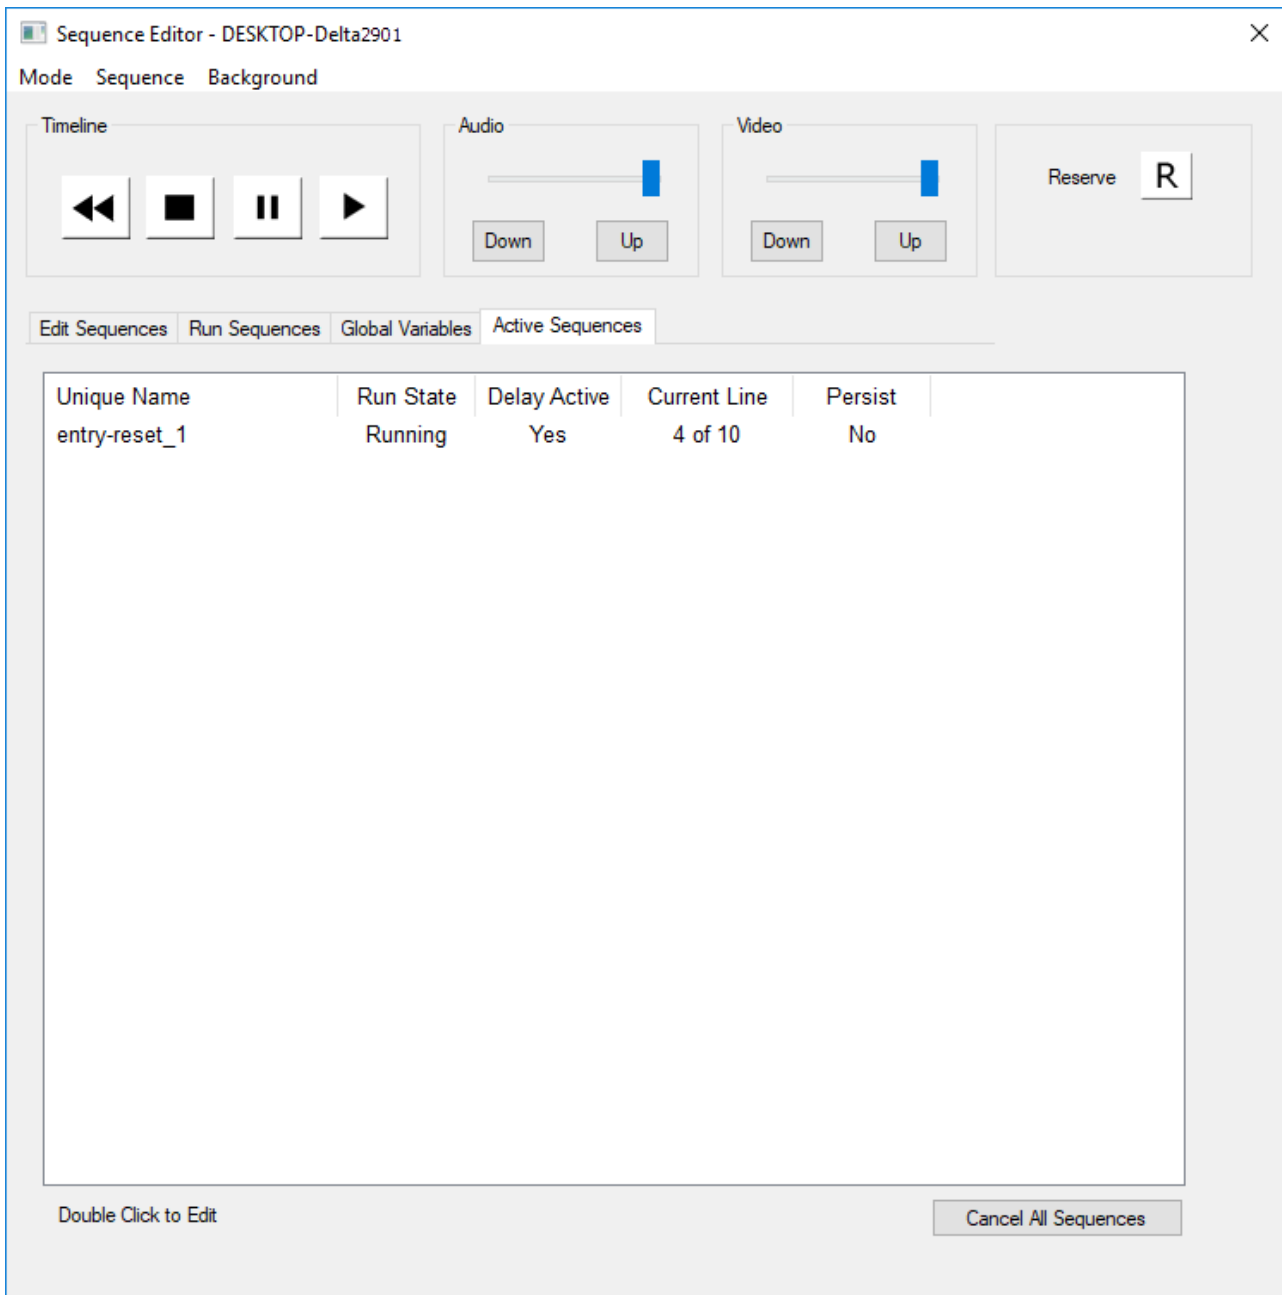 Sequence Editor - DESKTOP-Delta2901
Mode Sequence Background
Timeline Audio Video
Reserve R
Down Up Down Up
Edit Sequences Run Sequences Global Variables Active Sequences
Unique Name Run State Delay Active Current Line Persist
entry-reset_1 Running Yes 4 of 10 No
Double Click to Edit Cancel All Sequences